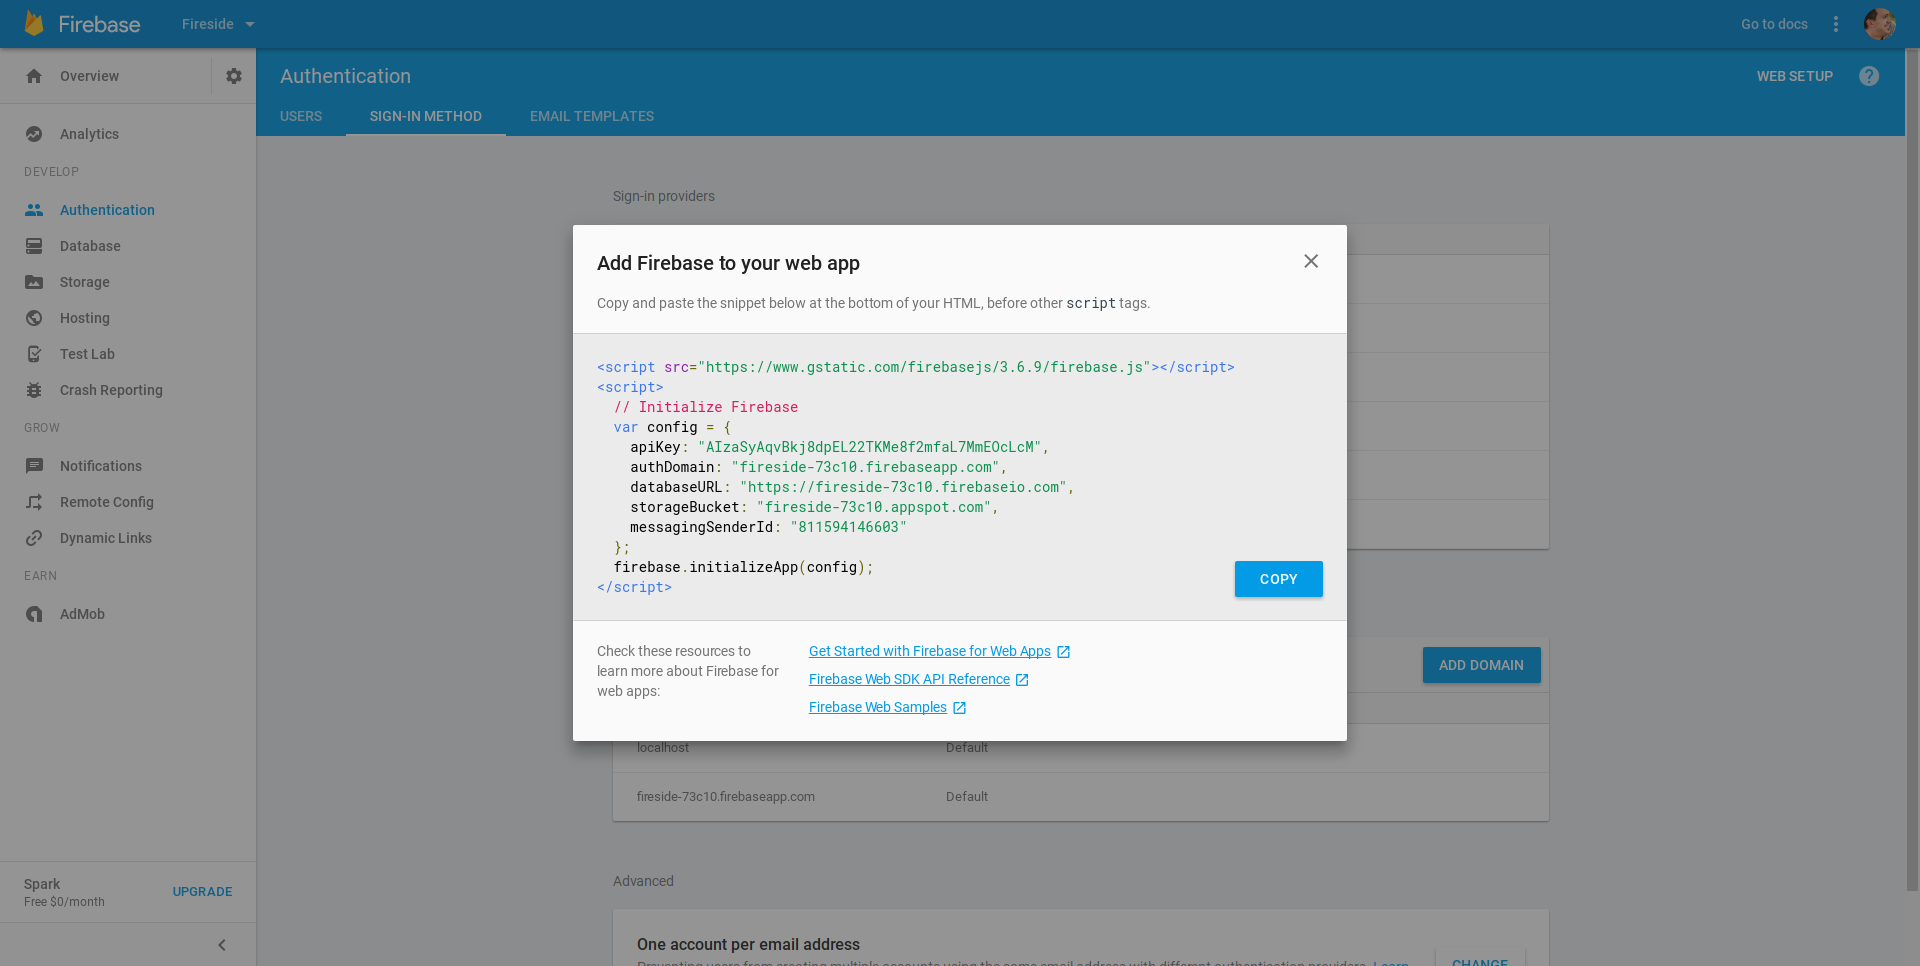 Firebase
Fireside
Go to docs
Overview
Authentication
WEB SETUP
USERS
SIGN-IN METHOD
EMAIL TEMPLATES
Analytics
DEVELOP
Authentication
Database
Storage
Hosting
Test Lab
Crash Reporting
GROW
Notifications
Remote Config
Dynamic Links
EARN
AdMob
Spark
Free $0/month
UPGRADE
Sign-in providers
Add Firebase to your web app
Copy and paste the snippet below at the bottom of your HTML, before other script tags.
<script src="https://www.gstatic.com/firebasejs/3.6.9/firebase.js"></script>
<script>
// Initialize Firebase
var config = {
apiKey: "AIzaSyAqvBkj8dpEL22TKMe8f2mfaL7MmEOcLcM",
authDomain: "fireside-73c10.firebaseapp.com",
databaseURL: "https://fireside-73c10.firebaseio.com",
storageBucket: "fireside-73c10.appspot.com",
messagingSenderId: "811594146603"
};
firebase.initializeApp(config);
</script>
COPY
Check these resources to
learn more about Firebase for
web apps:
Get Started with Firebase for Web Apps
Firebase Web SDK API Reference
Firebase Web Samples
ADD DOMAIN
localhost Default
fireside-73c10.firebaseapp.com Default
Advanced
One account per email address
Preventing users from creating multiple accounts using the same email address with different authentication providers. Learn
CHANGE